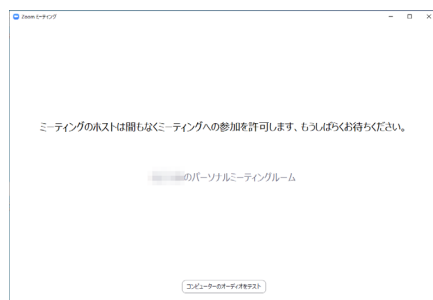 Zoom ミーティング
ミーティングのホストは間もなくミーティングへの参加を許可します、もうしばらくお待ちください。
のパーソナルミーティングルーム
コンピューターのオーディオをテスト